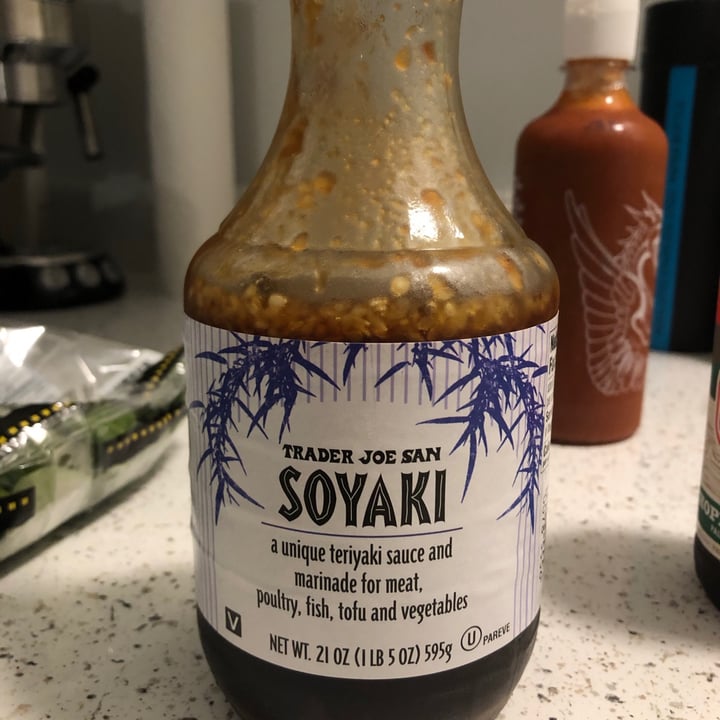 TRADER JOE SAN
SOYAKI
a unique teriyaki sauce and
marinade for meat,
poultry, fish, tofu and vegetables
V
NET WT. 21 OZ (1 LB 5 OZ) 595g
U PAREVE